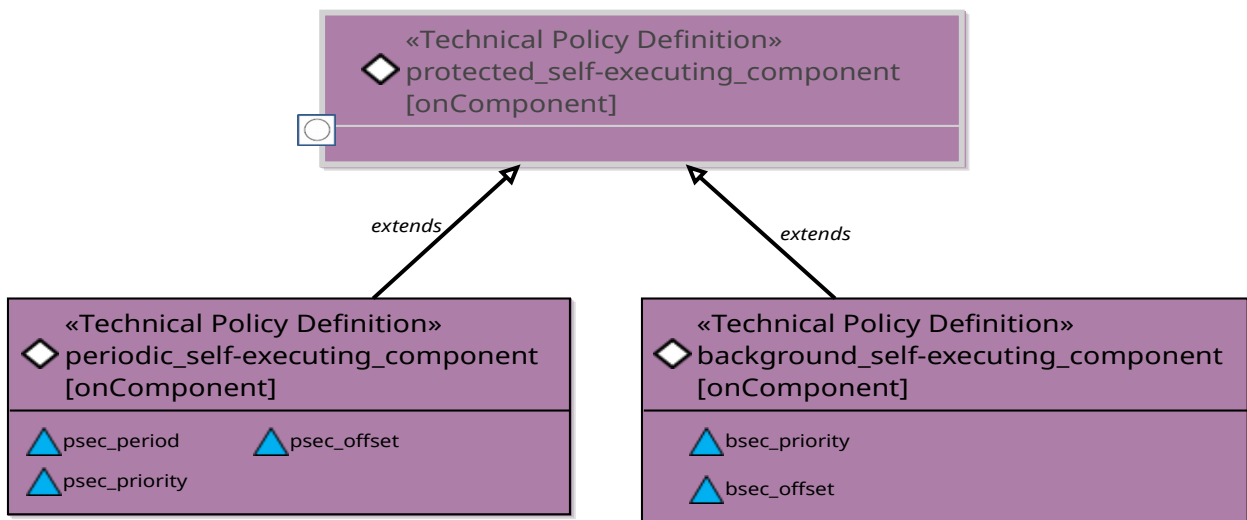 «Technical Policy Definition»
protected_self-executing_component
[onComponent]
extends
extends
«Technical Policy Definition»
periodic_self-executing_component
[onComponent]
psec_period
psec_offset
psec_priority
«Technical Policy Definition»
background_self-executing_component
[onComponent]
bsec_priority
bsec_offset